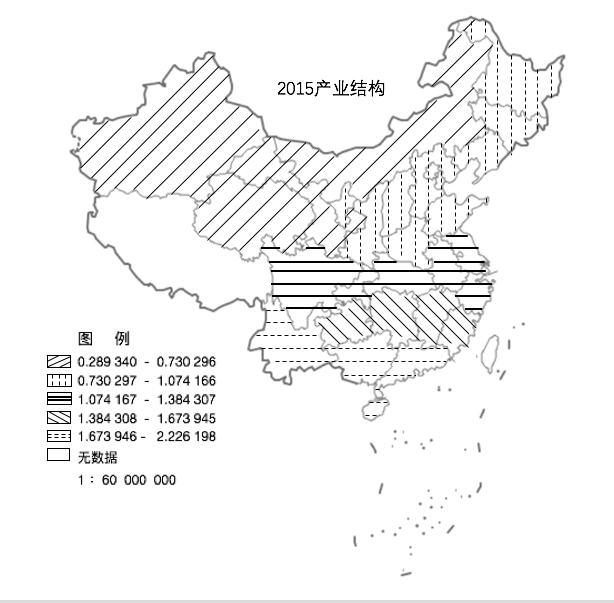 2015产业结构
图 例
0.289 340 - 0.730 296
0.730 297 - 1.074 166
1.074 167 - 1.384 307
1.384 308 - 1.673 945
1.673 946 - 2.226 198
无数据
1：60 000 000